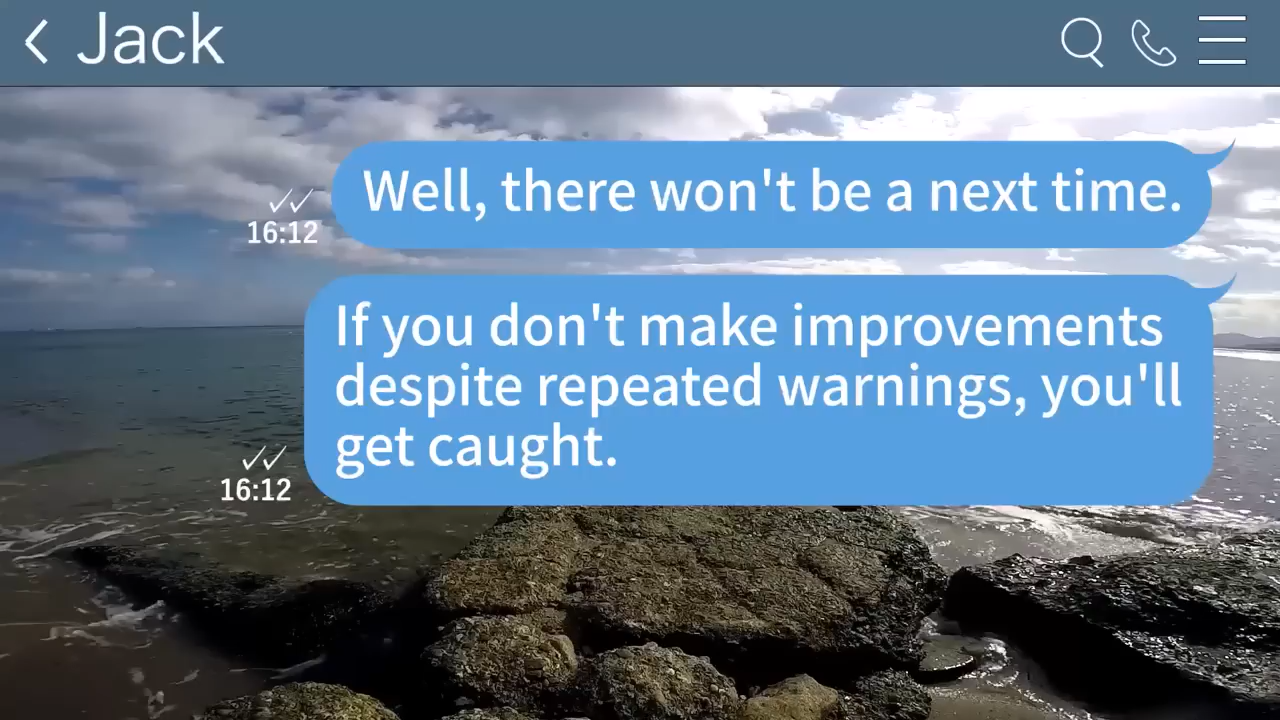 Jack
Well, there won't be a next time.
16:12
If you don't make improvements
despite repeated warnings, you'll
get caught.
16:12